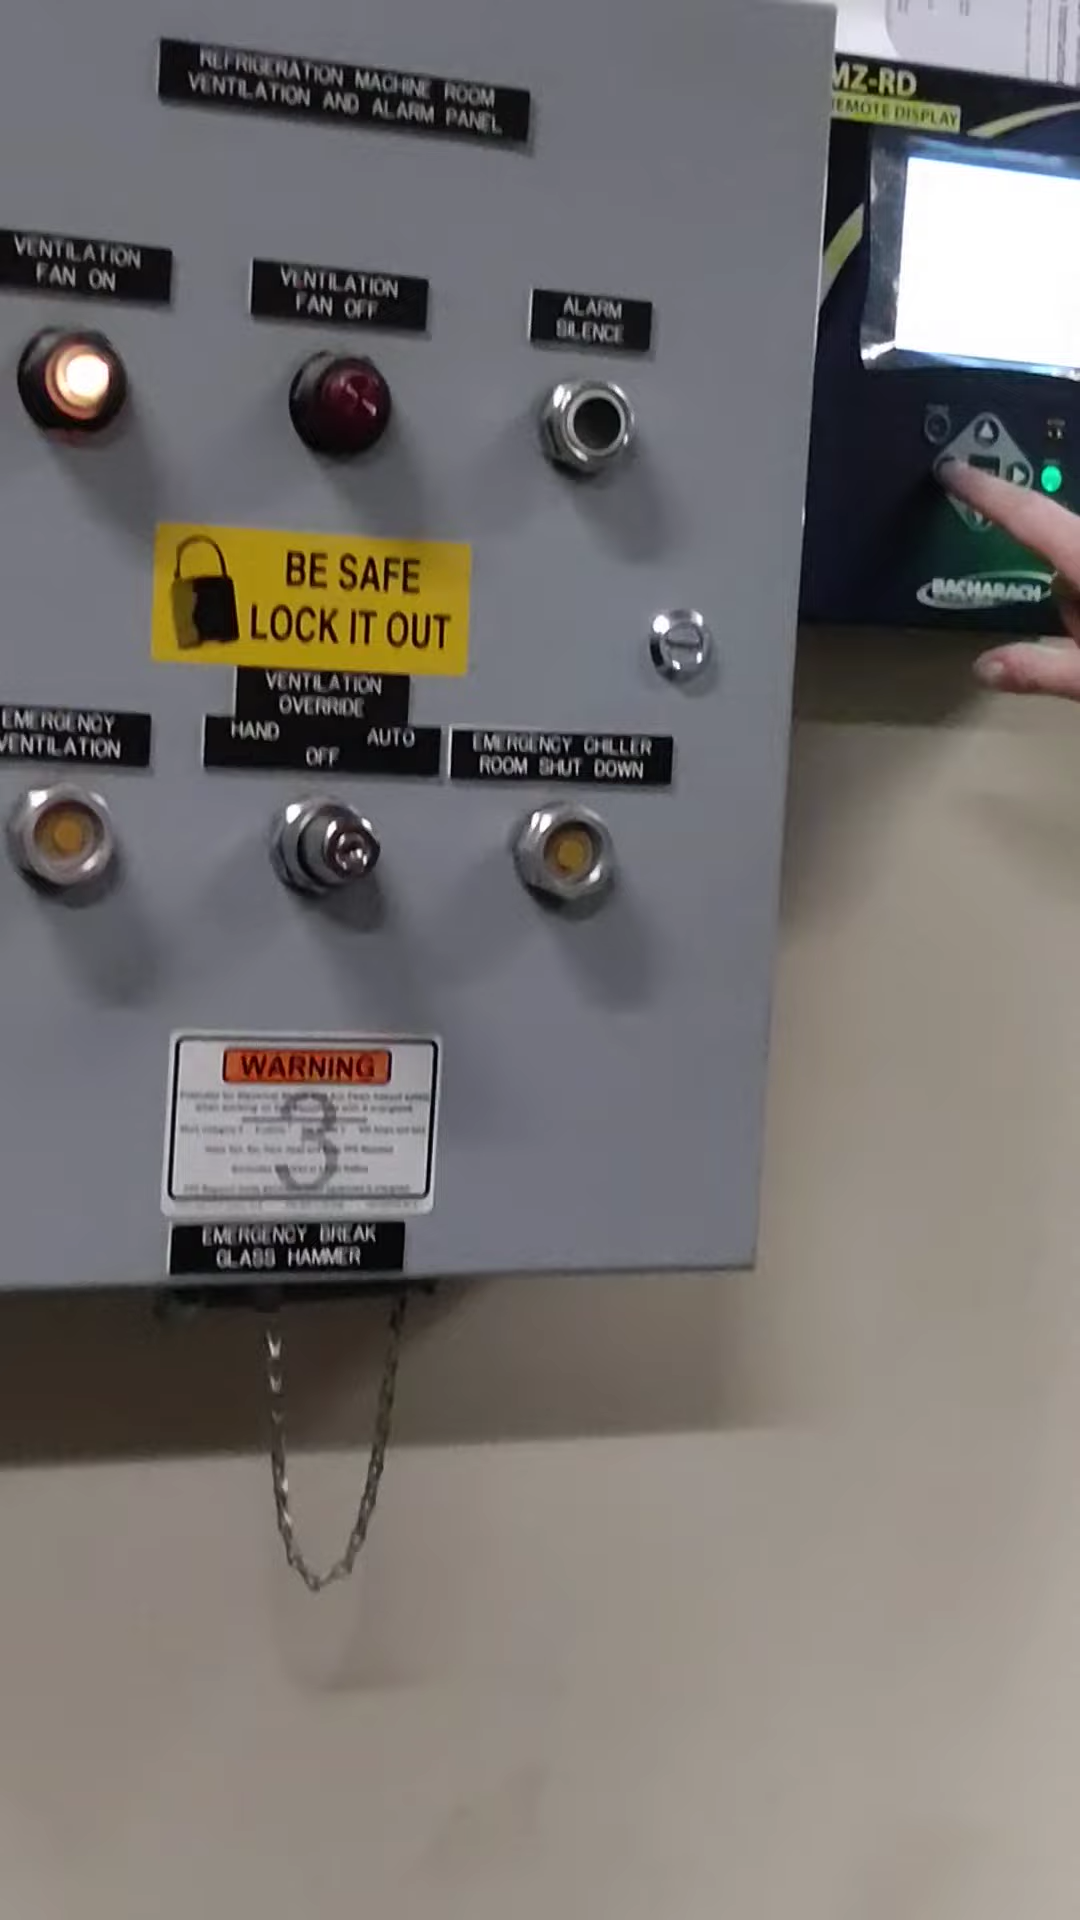 REFRIGERATION MACHINE ROOM
VENTILATION AND ALARM PANEL
MZ-RD
REMOTE DISPLAY
VENTILATION
FAN ON
VENTILATION
FAN OFF
ALARM
SILENCE
BACHARACH
BE SAFE
LOCK IT OUT
VENTILATION
OVERRIDE
HAND AUTO
OFF
EMERGENCY
VENTILATION
EMERGENCY CHILLER
ROOM SHUT DOWN
WARNING
3
EMERGENCY BREAK
GLASS HAMMER